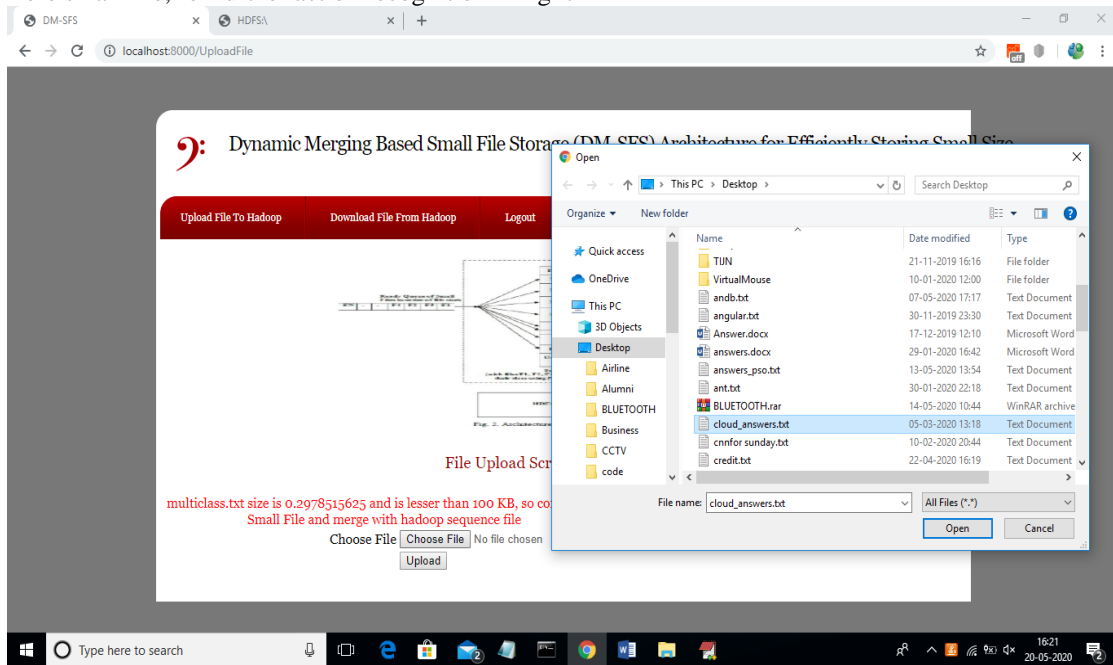 DM-SFS
HDFS:\
localhost:8000/UploadFile
off
Dynamic Merging Based Small File Storage (DM-SFS) Architecture for Efficiently Storing Small Size
Upload File To Hadoop Download File From Hadoop Logout
Fig. 2. Architecture
File Upload Scr
multiclass.txt size is 0.2978515625 and is lesser than 100 KB, so co
Small File and merge with hadoop sequence file
Choose File Choose File No file chosen
Upload
Open
This PC > Desktop >
Search Desktop
Organize New folder
Quick access
OneDrive
This PC
3D Objects
Desktop
Airline
Alumni
BLUETOOTH
Business
CCTV
code
Name Date modified Type
TIJN 21-11-2019 16:16 File folder
VirtualMouse 10-01-2020 12:00 File folder
andb.txt 07-05-2020 17:17 Text Document
angular.txt 30-11-2019 23:30 Text Document
Answer.docx 17-12-2019 12:10 Microsoft Word
answers.docx 29-01-2020 16:42 Microsoft Word
answers_pso.txt 13-05-2020 13:54 Text Document
ant.txt 30-01-2020 22:18 Text Document
BLUETOOTH.rar 14-05-2020 10:44 WinRAR archive
cloud_answers.txt 05-03-2020 13:18 Text Document
cnnfor sunday.txt 10-02-2020 20:44 Text Document
credit.txt 22-04-2020 16:19 Text Document
File name: cloud_answers.txt All Files (*.*)
Open Cancel
Type here to search
16:21
20-05-2020